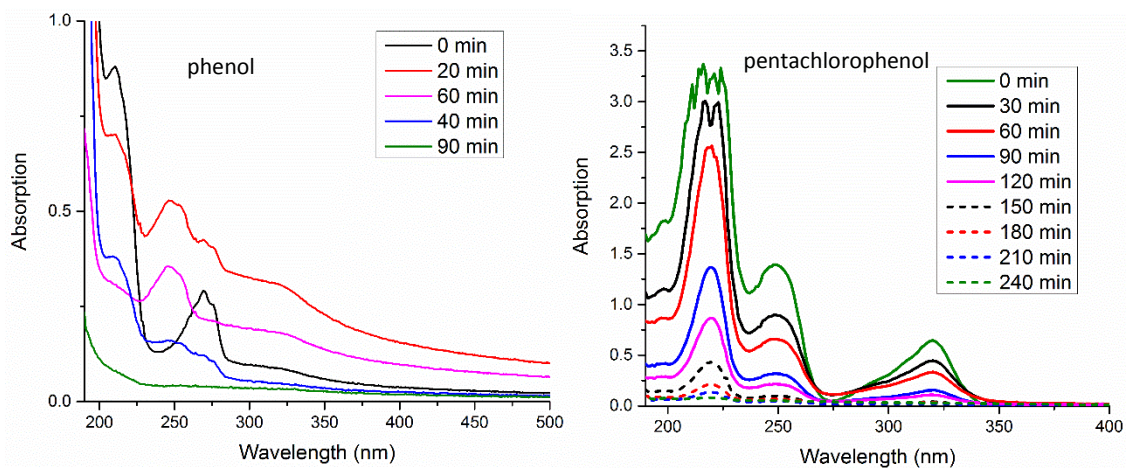 phenol
0 min
20 min
60 min
40 min
90 min
1.0
0.5
0.0
Absorption
200
250
300
350
400
450
500
Wavelength (nm)
pentachlorophenol
0 min
30 min
60 min
90 min
120 min
150 min
180 min
210 min
240 min
3.5
3.0
2.5
2.0
1.5
1.0
0.5
0.0
Absorption
200
250
300
350
400
Wavelength (nm)